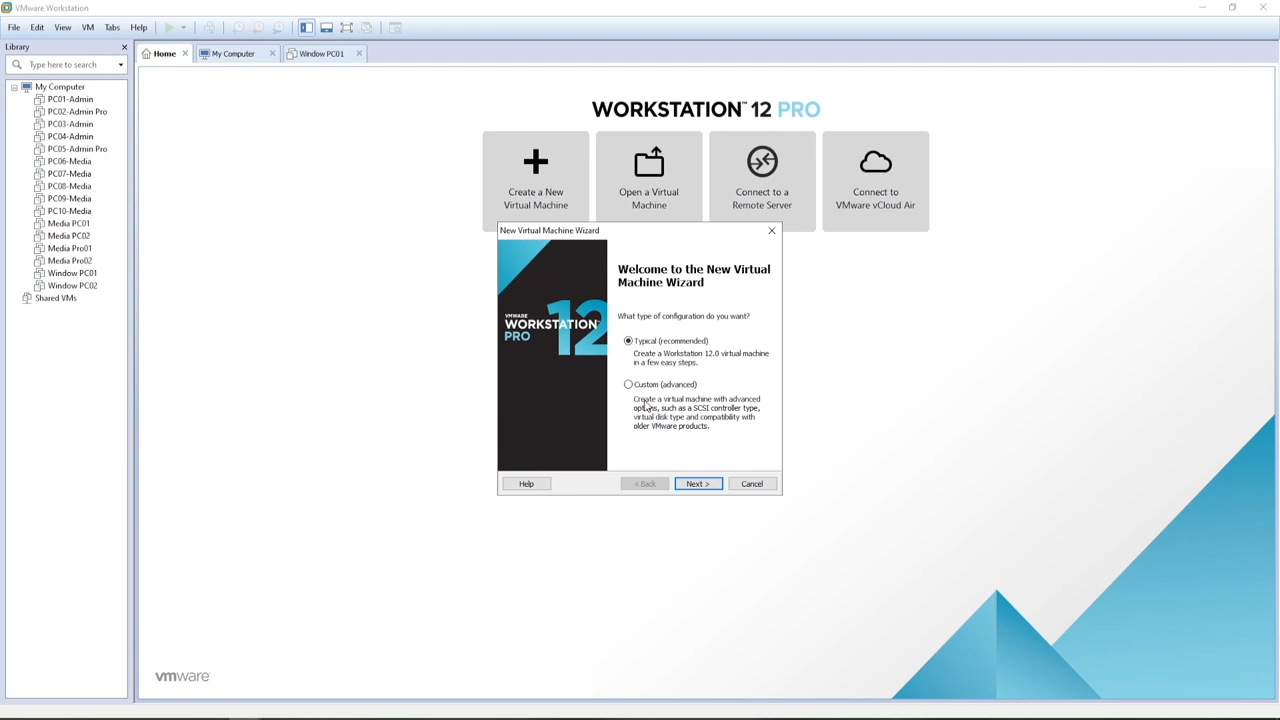 VMware Workstation
File Edit View VM Tabs Help
Library
Type here to search
My Computer
PC01-Admin
PC02-Admin Pro
PC03-Admin
PC04-Admin
PC05-Admin Pro
PC06-Media
PC07-Media
PC08-Media
PC09-Media
PC10-Media
Media PC01
Media PC02
Media Pro01
Media Pro02
Window PC01
Window PC02
Shared VMs
Home My Computer Window PC01
WORKSTATION™ 12 PRO
Create a New
Virtual Machine
Open a Virtual
Machine
Connect to a
Remote Server
Connect to
VMware vCloud Air
New Virtual Machine Wizard
VMWARE
WORKSTATION
PRO
12
Welcome to the New Virtual
Machine Wizard
What type of configuration do you want?
Typical (recommended)
Create a Workstation 12.0 virtual machine
in a few easy steps.
Custom (advanced)
Create a virtual machine with advanced
options, such as a SCSI controller type,
virtual disk type and compatibility with
older VMware products.
Help < Back Next > Cancel
vmware